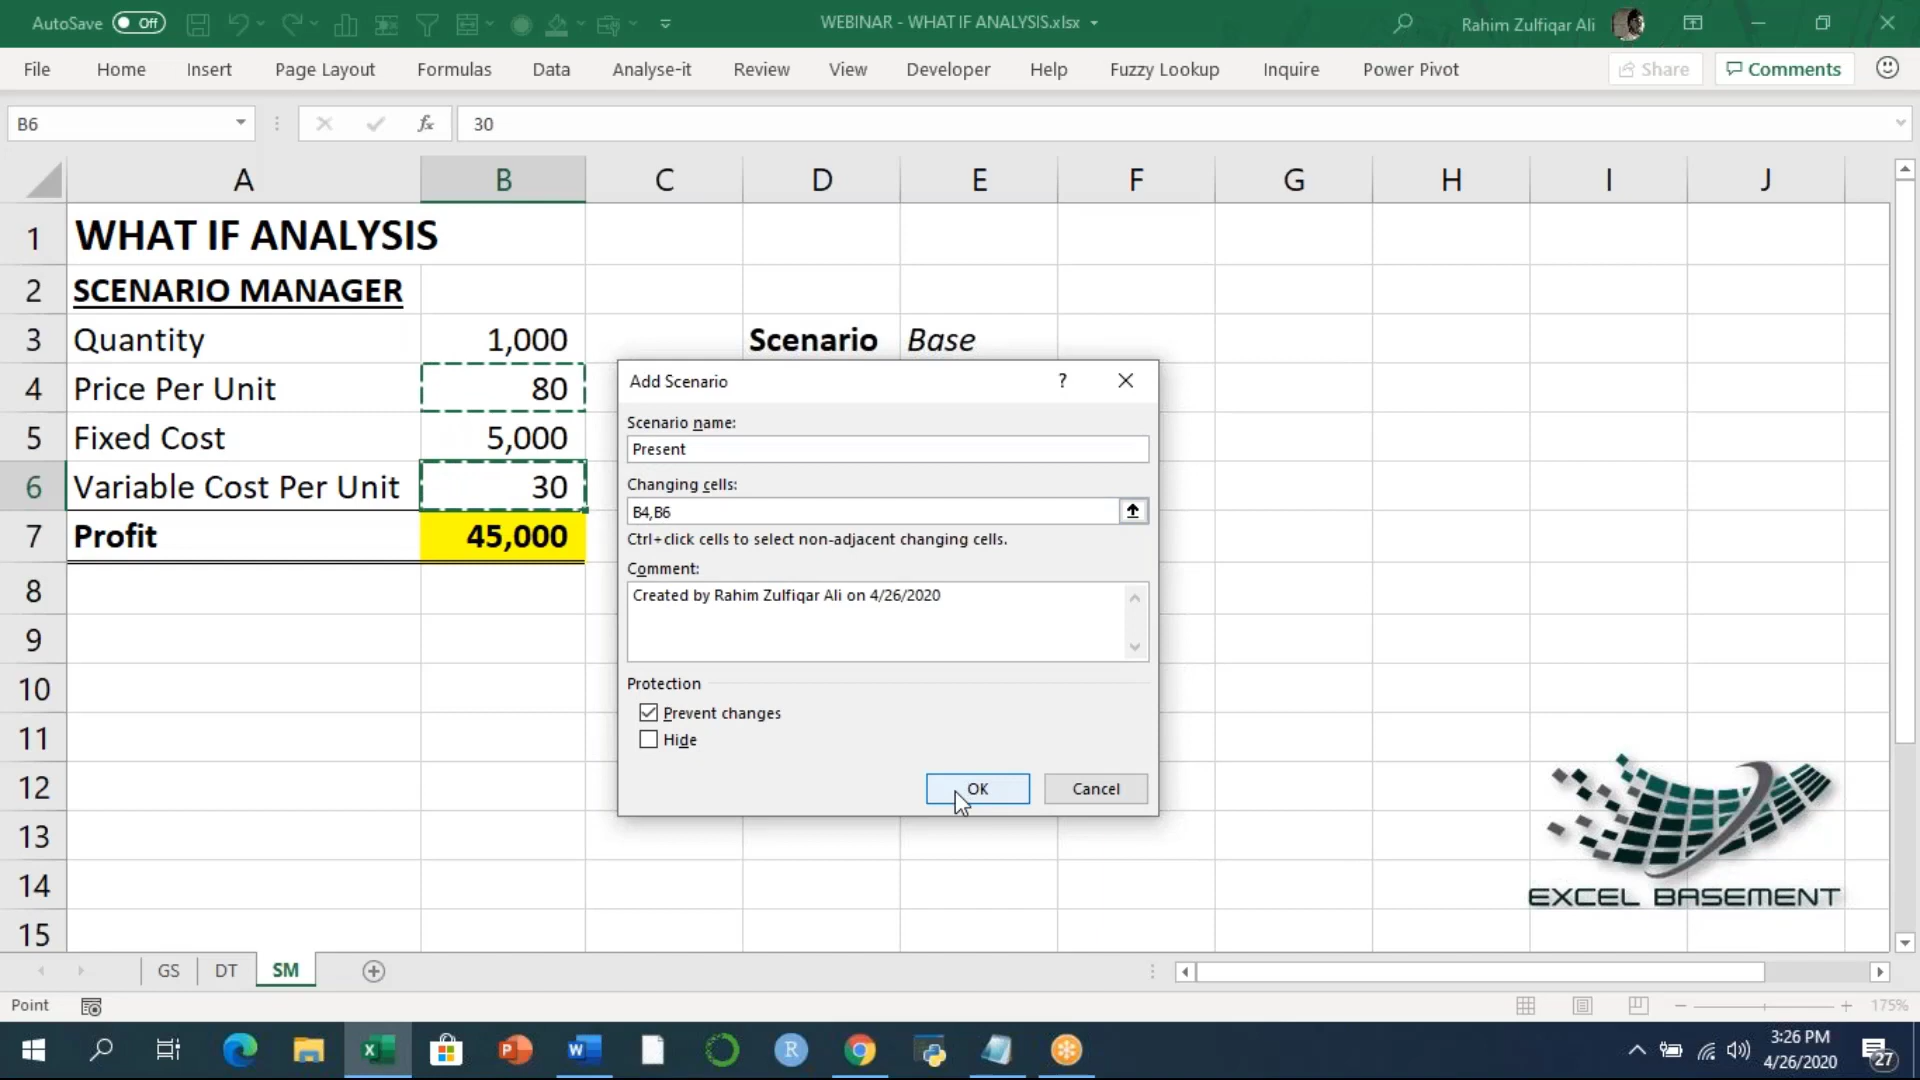 AutoSave Off WEBINAR - WHAT IF ANALYSIS.xlsx Rahim Zulfiqar Ali
File Home Insert Page Layout Formulas Data Analyse-it Review View Developer Help Fuzzy Lookup Inquire Power Pivot Share Comments
B6 fx 30
A B C D E F G H I J
1 WHAT IF ANALYSIS
2 SCENARIO MANAGER
3 Quantity 1,000 Scenario Base
4 Price Per Unit 80
5 Fixed Cost 5,000
6 Variable Cost Per Unit 30
7 Profit 45,000
8
9
10
11
12
13
14
15
Add Scenario ?
Scenario name:
Present
Changing cells:
B4,B6
Ctrl+click cells to select non-adjacent changing cells.
Comment:
Created by Rahim Zulfiqar Ali on 4/26/2020
Protection
Prevent changes
Hide
OK Cancel
EXCEL BASEMENT
GS DT SM
Point 175%
3:26 PM
4/26/2020
27